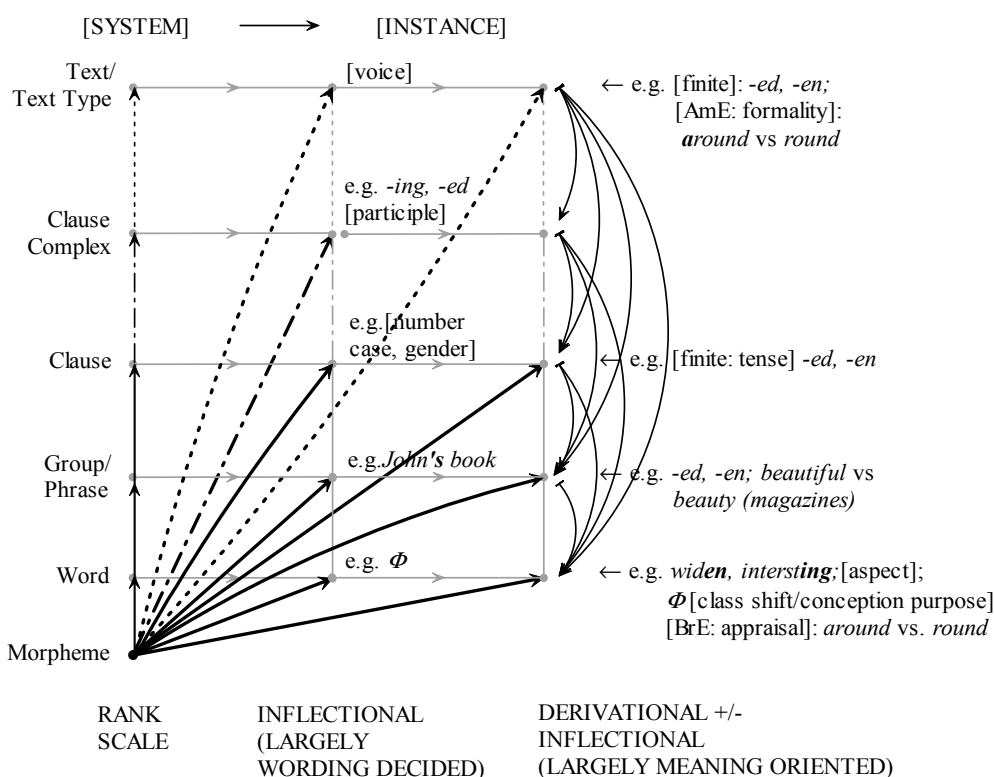 [SYSTEM] [INSTANCE]
Text/
Text Type
[voice]
← e.g. [finite]: -ed, -en;
[AmE: formality]:
around vs round
Clause
Complex
e.g. -ing, -ed
[participle]
Clause
e.g.[number
case, gender]
← e.g. [finite: tense] -ed, -en
Group/
Phrase
e.g.John's book
← e.g. -ed, -en; beautiful vs
beauty (magazines)
Word
e.g. Φ
← e.g. widen, intersting;[aspect];
Φ[class shift/conception purpose]
[BrE: appraisal]: around vs. round
Morpheme
RANK
SCALE
INFLECTIONAL
(LARGELY
WORDING DECIDED)
DERIVATIONAL +/-
INFLECTIONAL
(LARGELY MEANING ORIENTED)